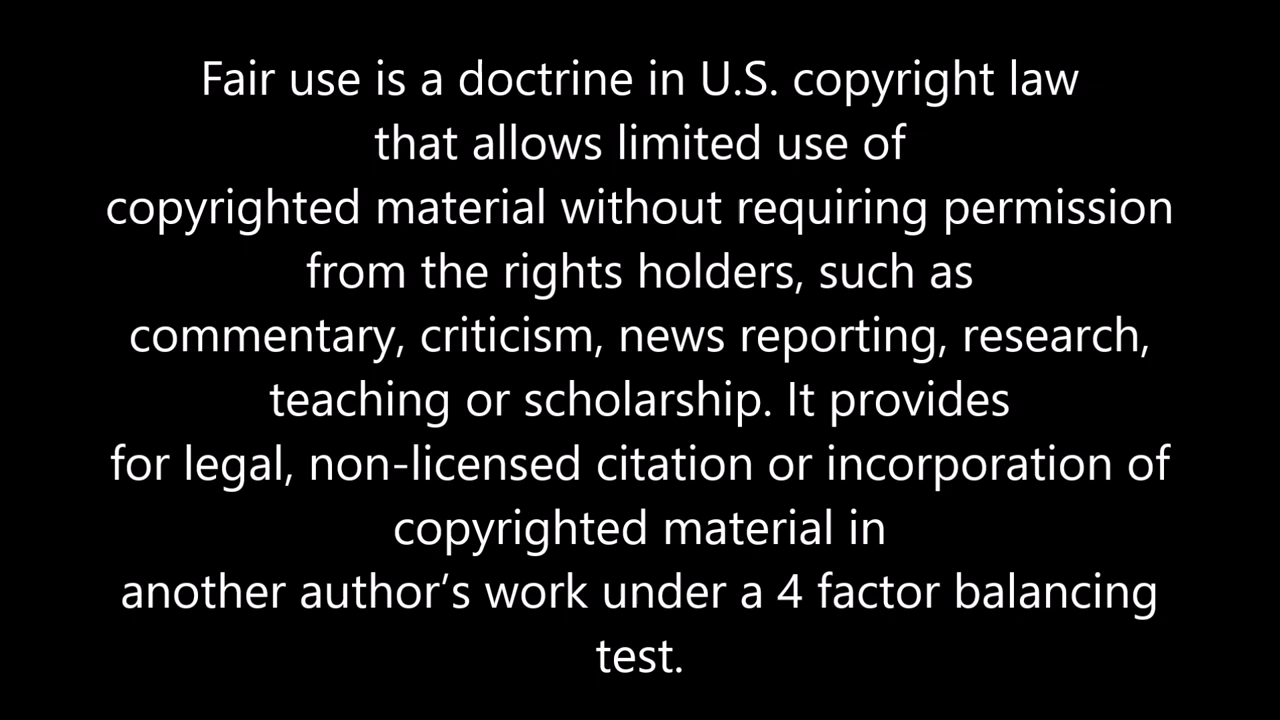 Fair use is a doctrine in U.S. copyright law
that allows limited use of
copyrighted material without requiring permission
from the rights holders, such as
commentary, criticism, news reporting, research,
teaching or scholarship. It provides
for legal, non-licensed citation or incorporation of
copyrighted material in
another author’s work under a 4 factor balancing
test.